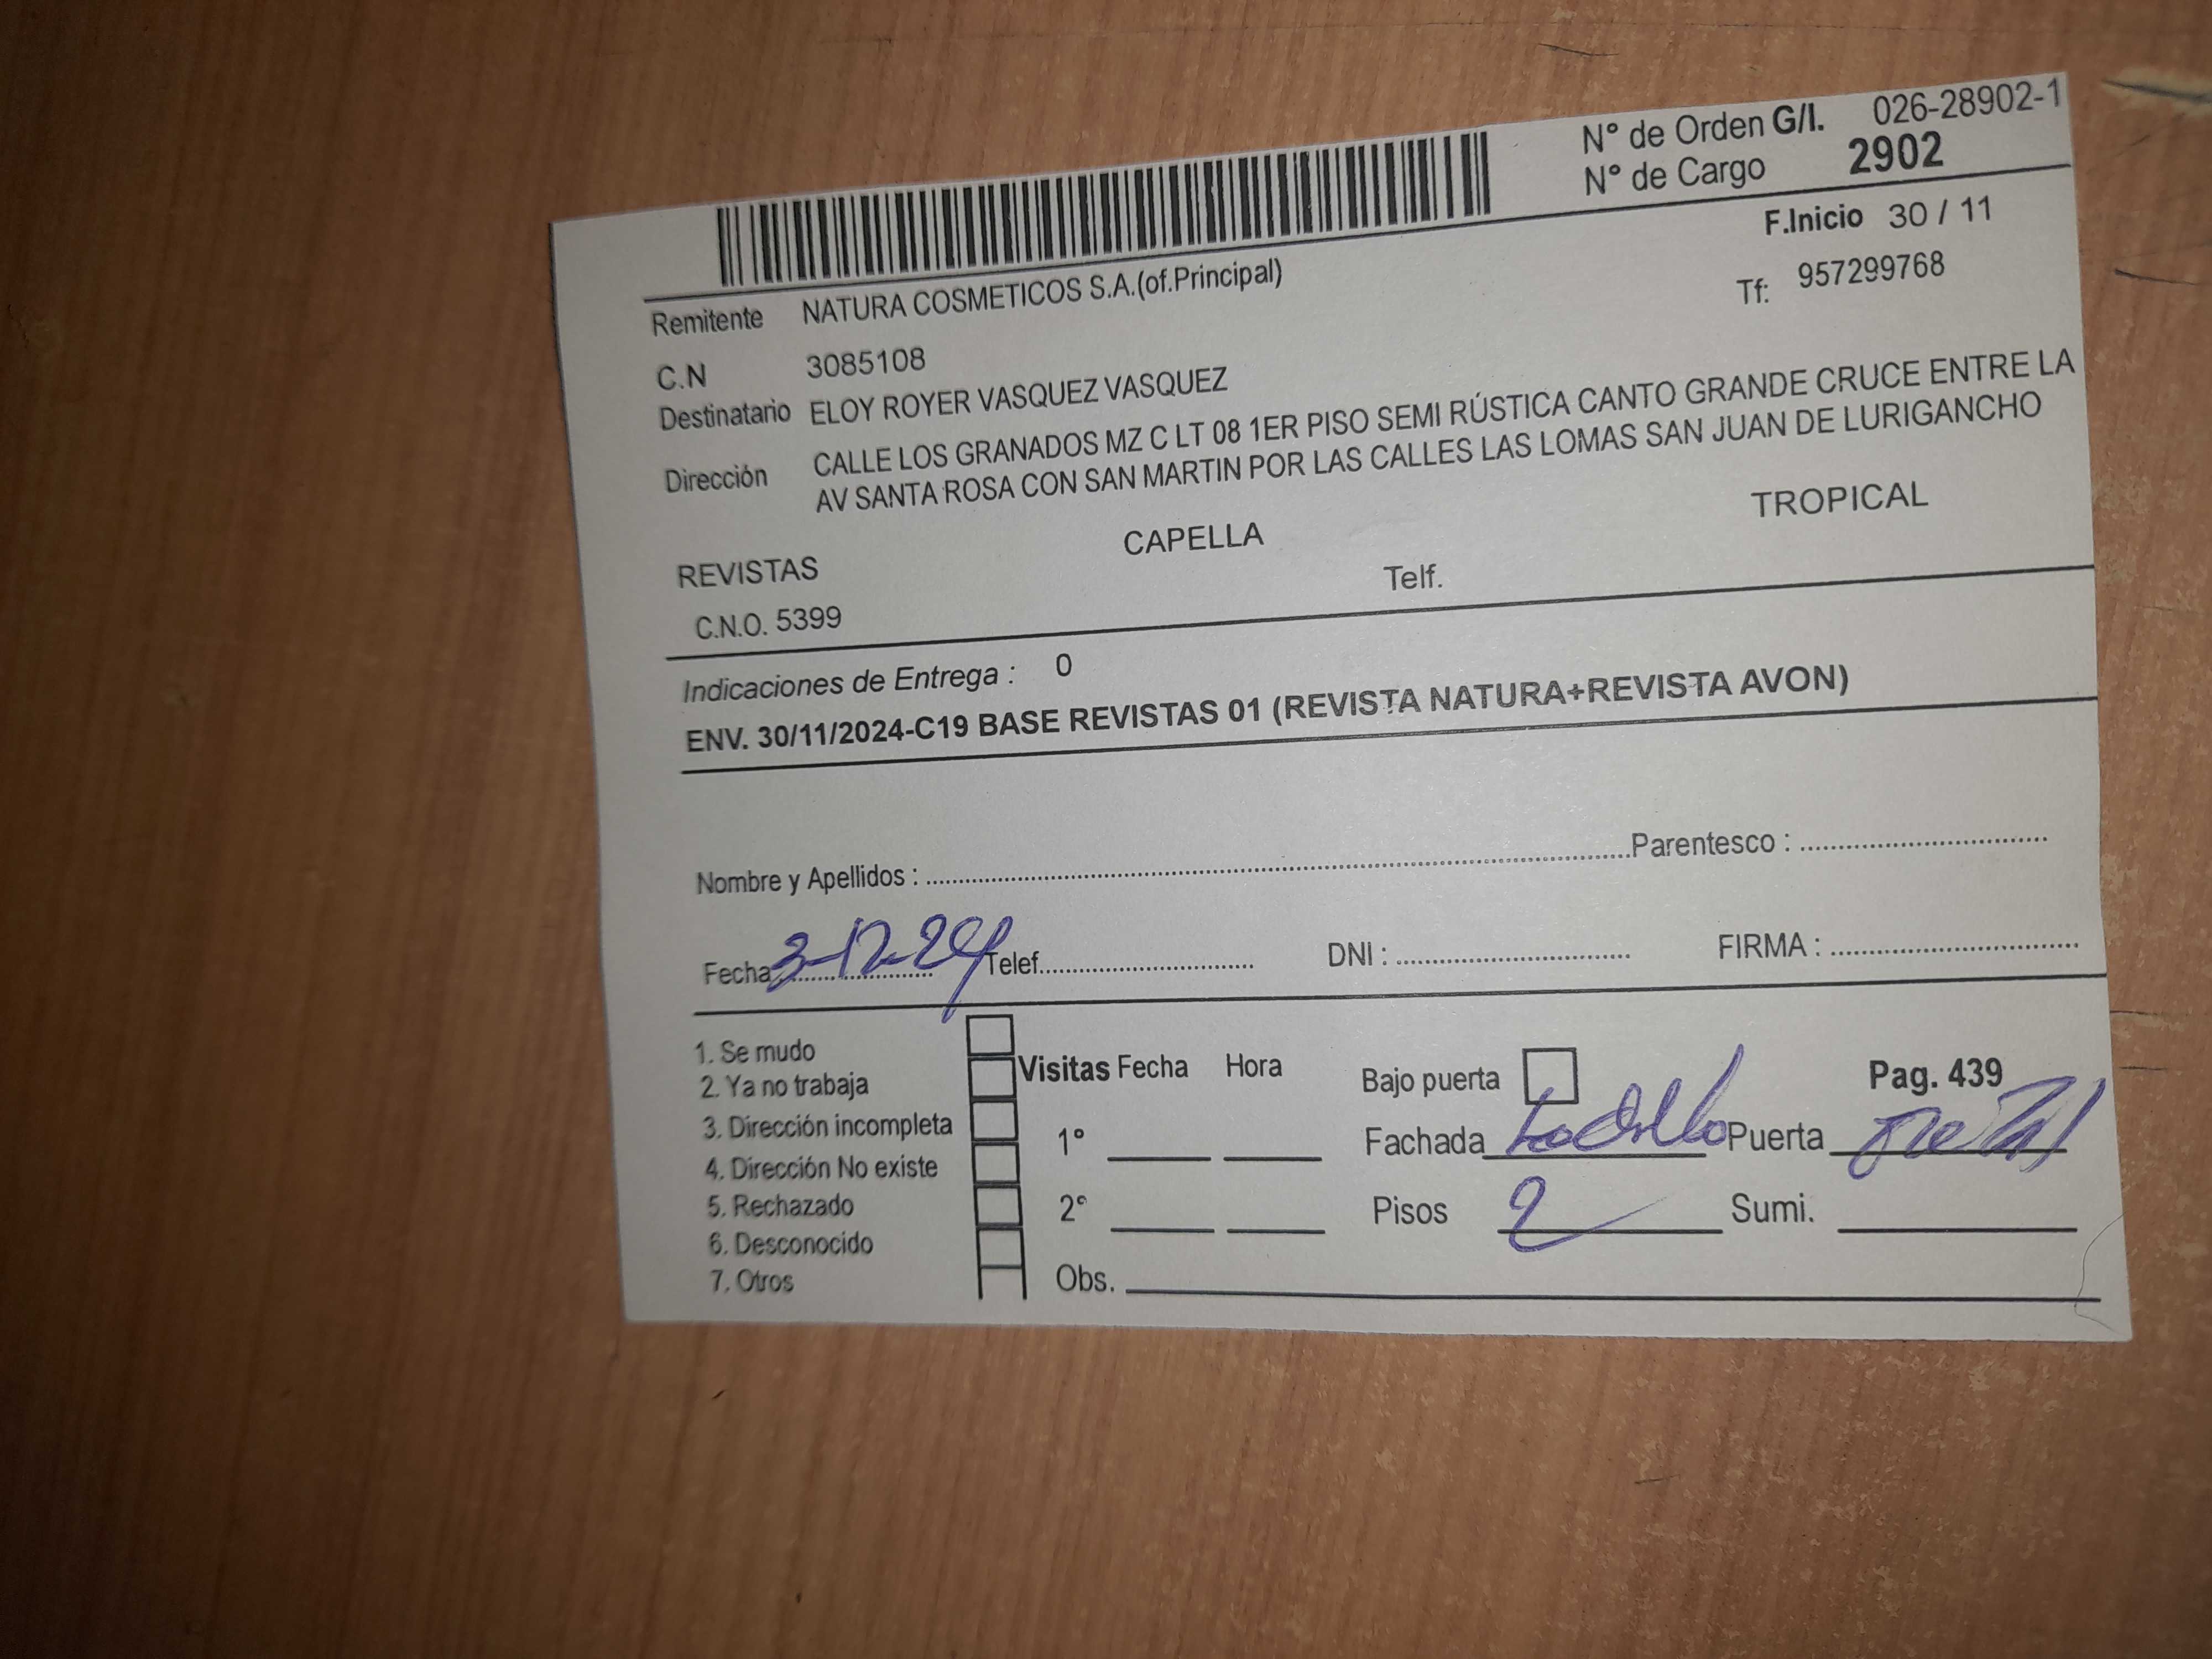 N° de Orden G/I. 026-28902-1
N° de Cargo 2902
F.Inicio 30 / 11
Remitente NATURA COSMETICOS S.A.(of.Principal) Tf: 957299768
C.N 3085108
Destinatario ELOY ROYER VASQUEZ VASQUEZ
Dirección CALLE LOS GRANADOS MZ C LT 08 1ER PISO SEMI RÚSTICA CANTO GRANDE CRUCE ENTRE LA
AV SANTA ROSA CON SAN MARTIN POR LAS CALLES LAS LOMAS SAN JUAN DE LURIGANCHO
REVISTAS CAPELLA TROPICAL
C.N.O. 5399 Telf.
Indicaciones de Entrega : 0
ENV. 30/11/2024-C19 BASE REVISTAS 01 (REVISTA NATURA+REVISTA AVON)
Nombre y Apellidos : Parentesco :
Fecha 3-12-24 Telef. DNI : FIRMA :
1. Se mudo
2. Ya no trabaja
3. Dirección incompleta
4. Dirección No existe
5. Rechazado
6. Desconocido
7. Otros
Visitas Fecha Hora
1°
2°
Obs.
Bajo puerta Pag. 439
Fachada Ladrillo Puerta Metal
Pisos 2 Sumi.